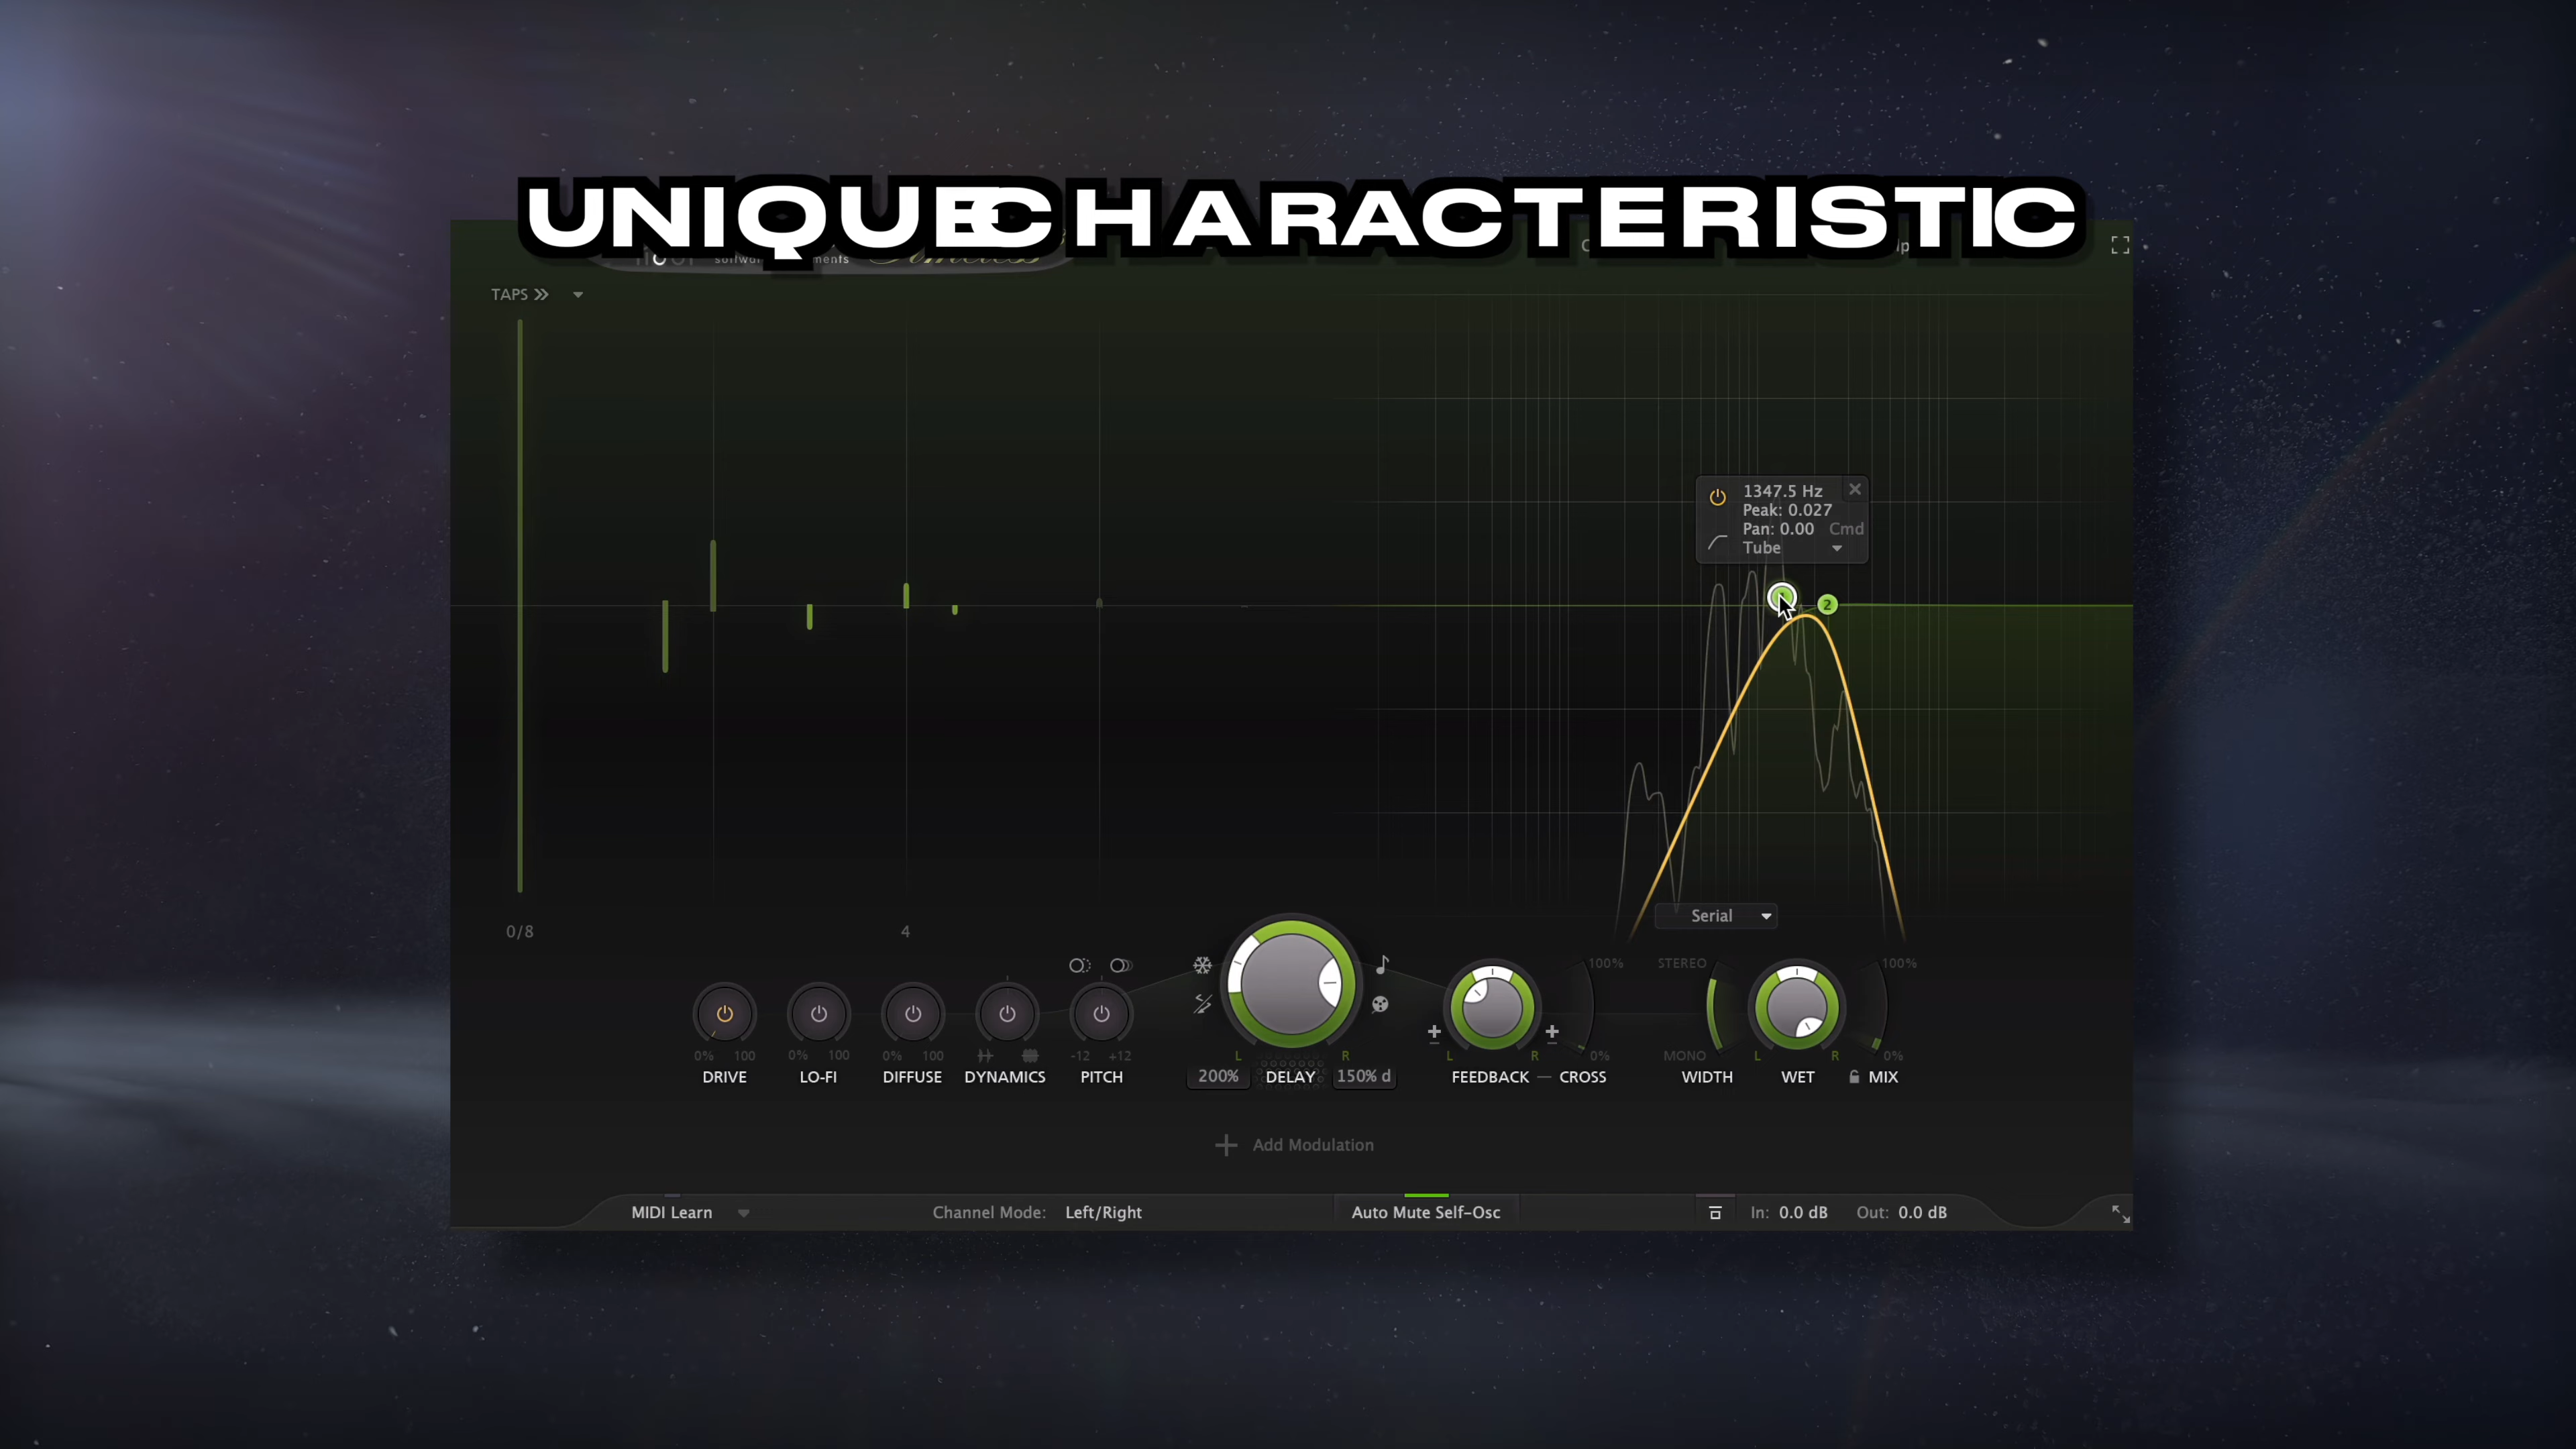 UNIQUE CHARACTERISTIC
TAPS
1347.5 Hz
Peak: 0.027
Pan: 0.00 Cmd
Tube
2
Serial
0/8
4
100%
STEREO
100%
0% 100
0% 100
0% 100
-12 +12
L R
L R
0%
MONO
L R
0%
DRIVE
LO-FI
DIFFUSE
DYNAMICS
PITCH
200%
DELAY
150% d
FEEDBACK — CROSS
WIDTH
WET
MIX
Add Modulation
MIDI Learn
Channel Mode: Left/Right
Auto Mute Self-Osc
In: 0.0 dB
Out: 0.0 dB